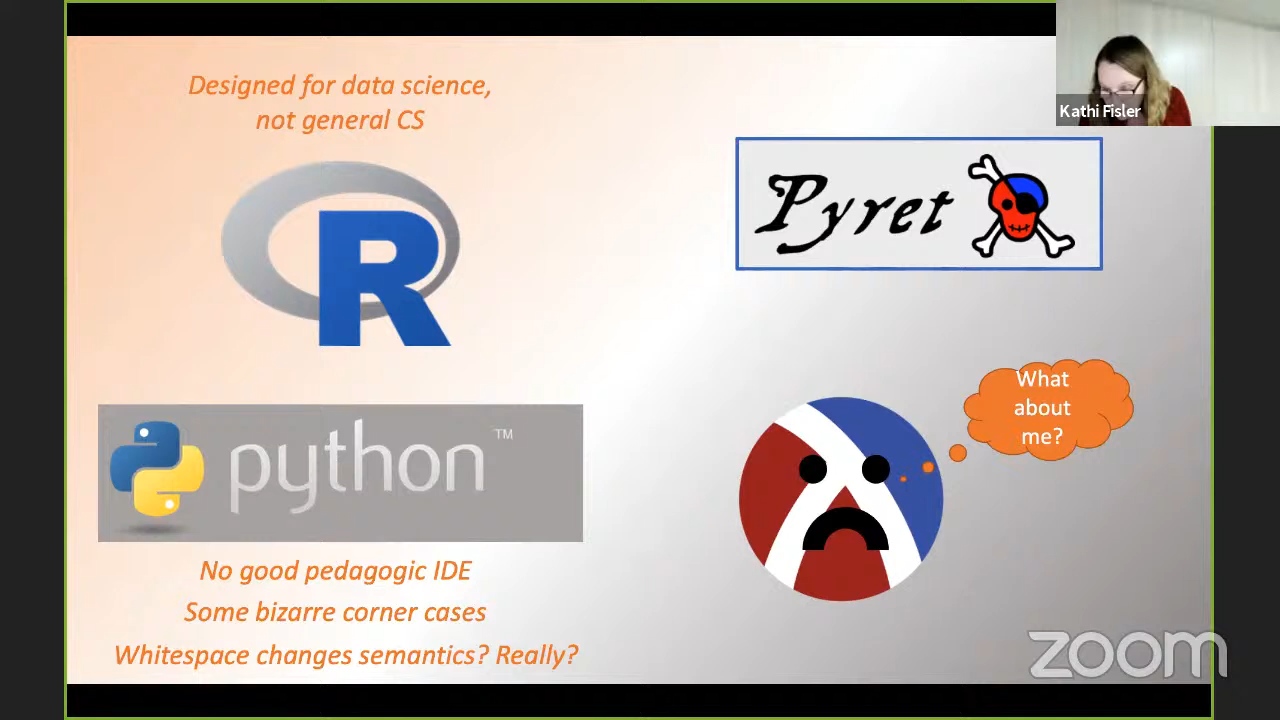 Designed for data science,
not general CS
R
Kathi Fisler
Pyret
python™
What
about
me?
No good pedagogic IDE
Some bizarre corner cases
Whitespace changes semantics? Really?
zoom